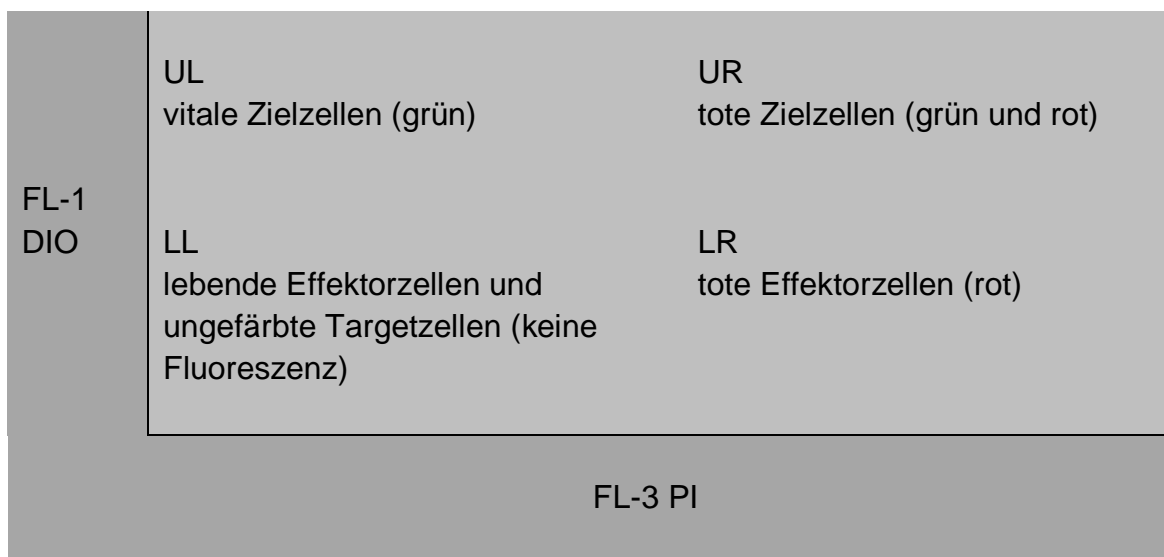 UL
vitale Zielzellen (grün)
UR
tote Zielzellen (grün und rot)
FL-1
DIO
LL
lebende Effektorzellen und
ungefärbte Targetzellen (keine
Fluoreszenz)
LR
tote Effektorzellen (rot)
FL-3 PI